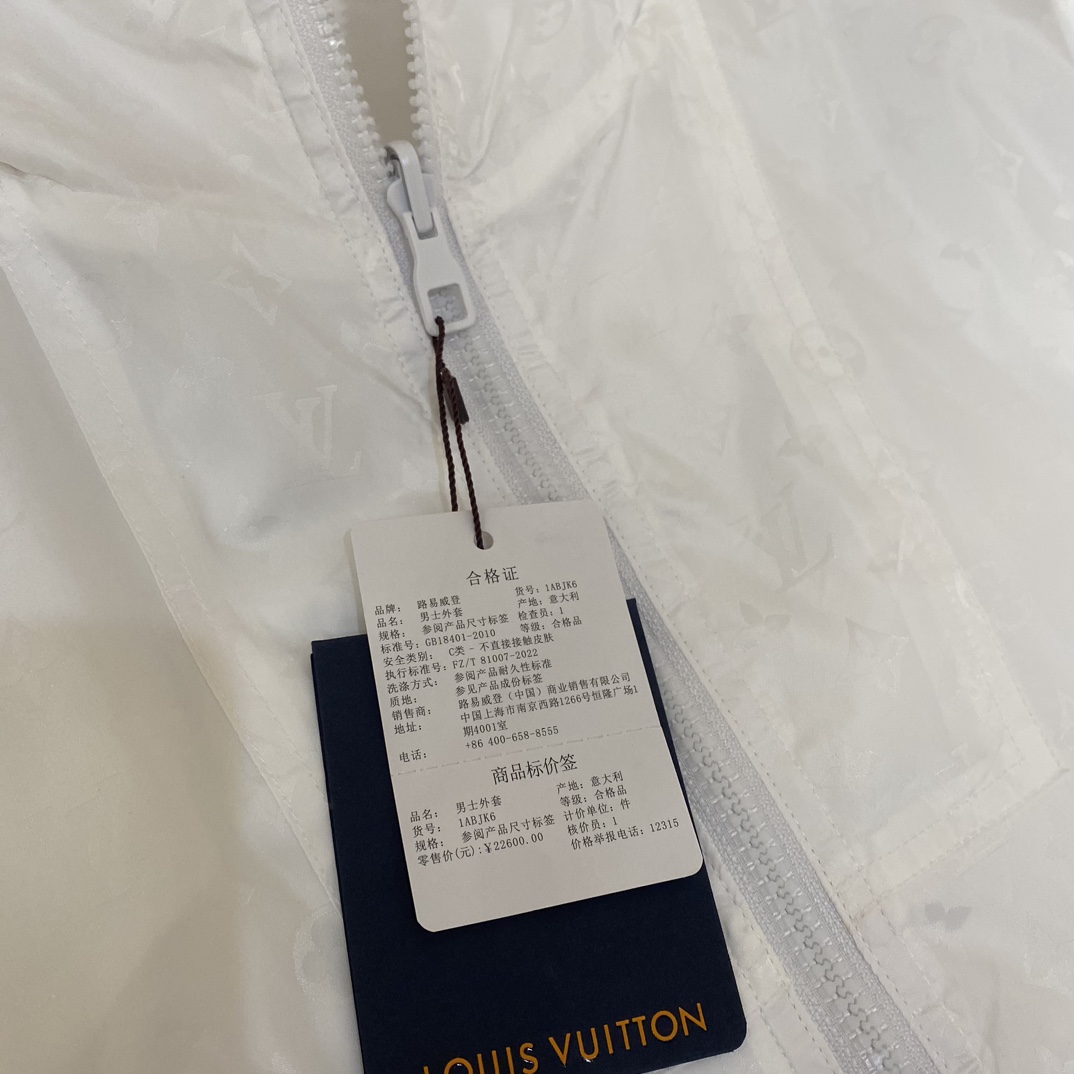 合格证
品牌： 路易威登 货号：1ABJK6
品名： 男士外套 产地：意大利
规格： 参阅产品尺寸标签 检查员：1
标准号：GB18401-2010 等级：合格品
安全类别： C类 - 不直接接触皮肤
执行标准号：FZ/T 81007-2022
洗涤方式： 参阅产品耐久性标准
质地： 参见产品成份标签
销售商： 路易威登（中国）商业销售有限公司
地址： 中国上海市南京西路1266号恒隆广场1
期4001室
电话： +86 400-658-8555
商品标价签
品名： 男士外套 产地：意大利
货号： 1ABJK6 等级：合格品
规格： 参阅产品尺寸标签 计价单位：件
零售价(元):¥22600.00 核价员：1
价格举报电话：12315
LOUIS VUITTON
LV
LV